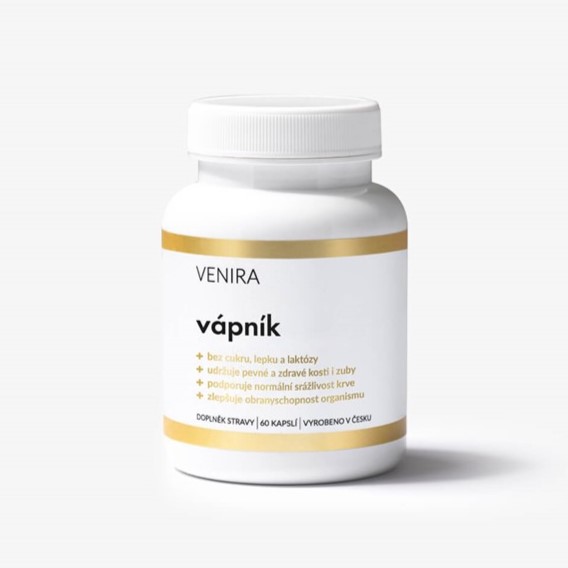 VENIRA
vápník
+ bez cukru, lepku a laktózy
+ udržuje pevné a zdravé kosti i zuby
+ podporuje normální srážlivost krve
+ zlepšuje obranyschopnost organismu
DOPLNĚK STRAVY | 60 KAPSLÍ | VYROBENO V ČESKU